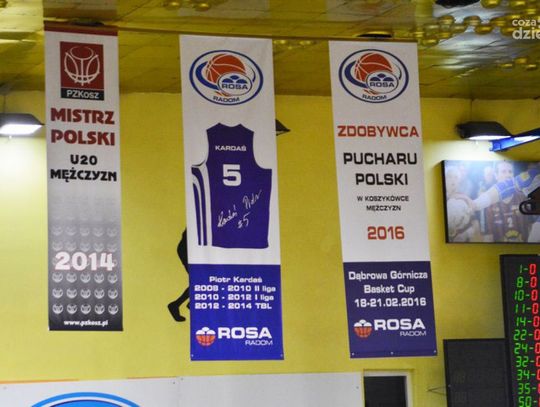 PZKosz
MISTRZ
POLSKI
U20
MĘŻCZYZN
2014
www.pzkosz.pl
ROSA
RADOM
KARDAŚ
5
Piotr Kardaś
2008 - 2010 II liga
2010 - 2012 I liga
2012 - 2014 TBL
ROSA
RADOM
ROSA
RADOM
ZDOBYWCA
PUCHARU
POLSKI
W KOSZYKÓWCE
MĘŻCZYZN
2016
Dąbrowa Górnicza
Basket Cup
18-21.02.2016
ROSA
RADOM